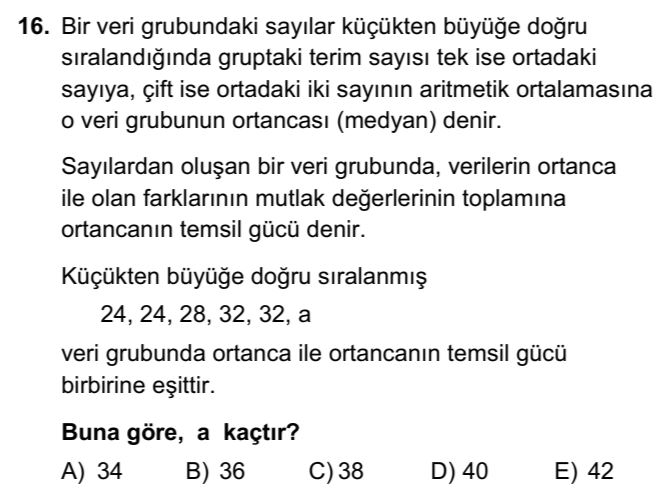 16. Bir veri grubundaki sayılar küçükten büyüğe doğru
sıralandığında gruptaki terim sayısı tek ise ortadaki
sayıya, çift ise ortadaki iki sayının aritmetik ortalamasına
o veri grubunun ortancası (medyan) denir.
Sayılardan oluşan bir veri grubunda, verilerin ortanca
ile olan farklarının mutlak değerlerinin toplamına
ortancanın temsil gücü denir.
Küçükten büyüğe doğru sıralanmış
24, 24, 28, 32, 32, a
veri grubunda ortanca ile ortancanın temsil gücü
birbirine eşittir.
Buna göre, a kaçtır?
A) 34 B) 36 C) 38 D) 40 E) 42